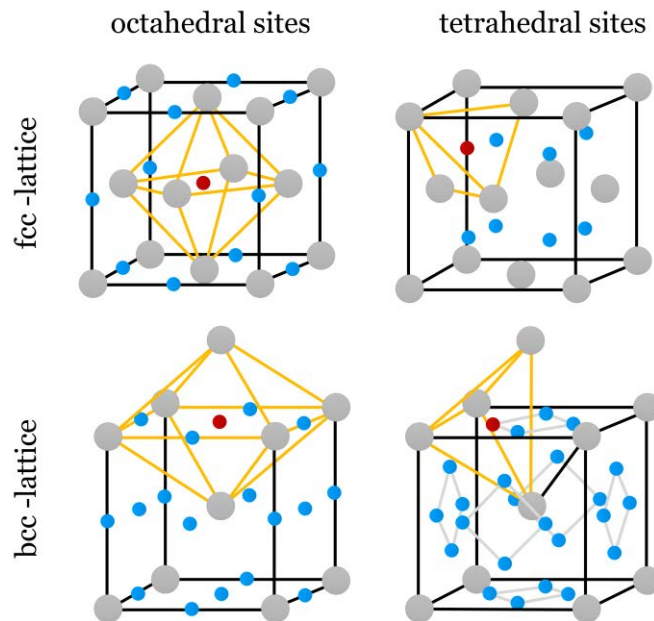 octahedral sites
tetrahedral sites
fcc -lattice
bcc -lattice